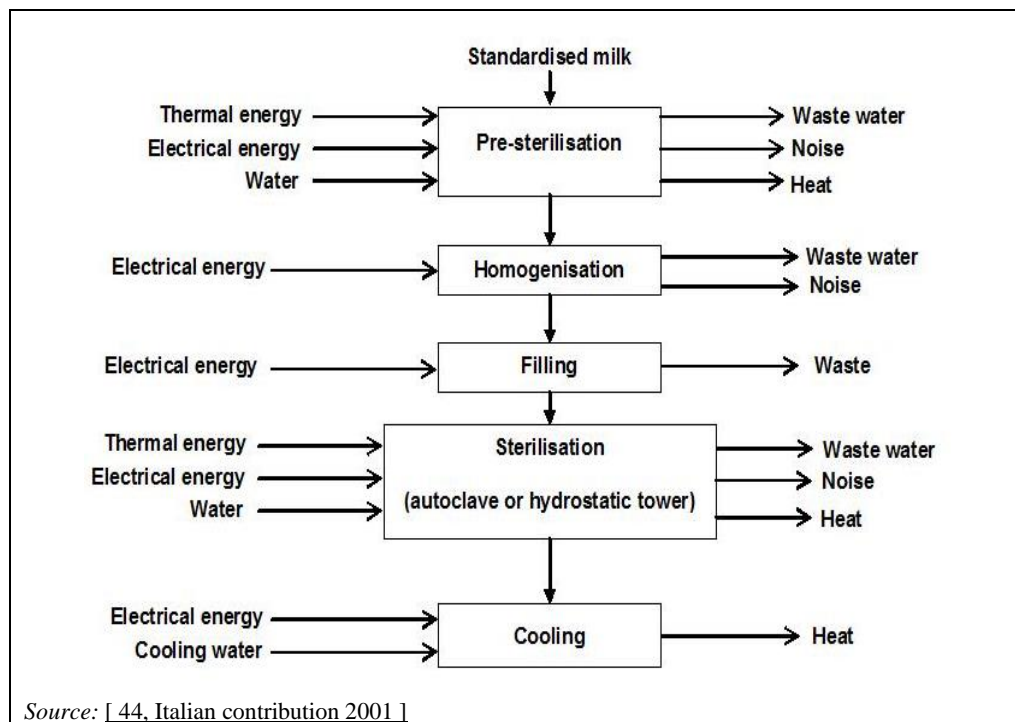 Standardised milk
Thermal energy
Electrical energy
Water
Pre-sterilisation
Waste water
Noise
Heat
Electrical energy
Homogenisation
Waste water
Noise
Electrical energy
Filling
Waste
Thermal energy
Electrical energy
Water
Sterilisation
(autoclave or hydrostatic tower)
Waste water
Noise
Heat
Electrical energy
Cooling water
Cooling
Heat
Source: [ 44, Italian contribution 2001 ]